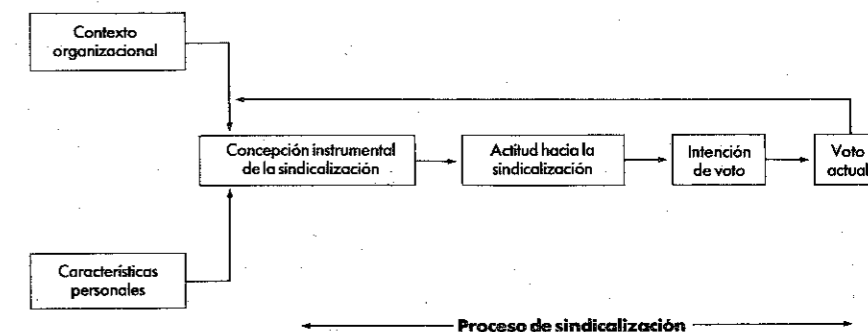 Contexto
organizacional
Concepción instrumental
de la sindicalización
Actitud hacia la
sindicalización
Intención
de voto
Voto
actual
Características
personales
Proceso de sindicalización